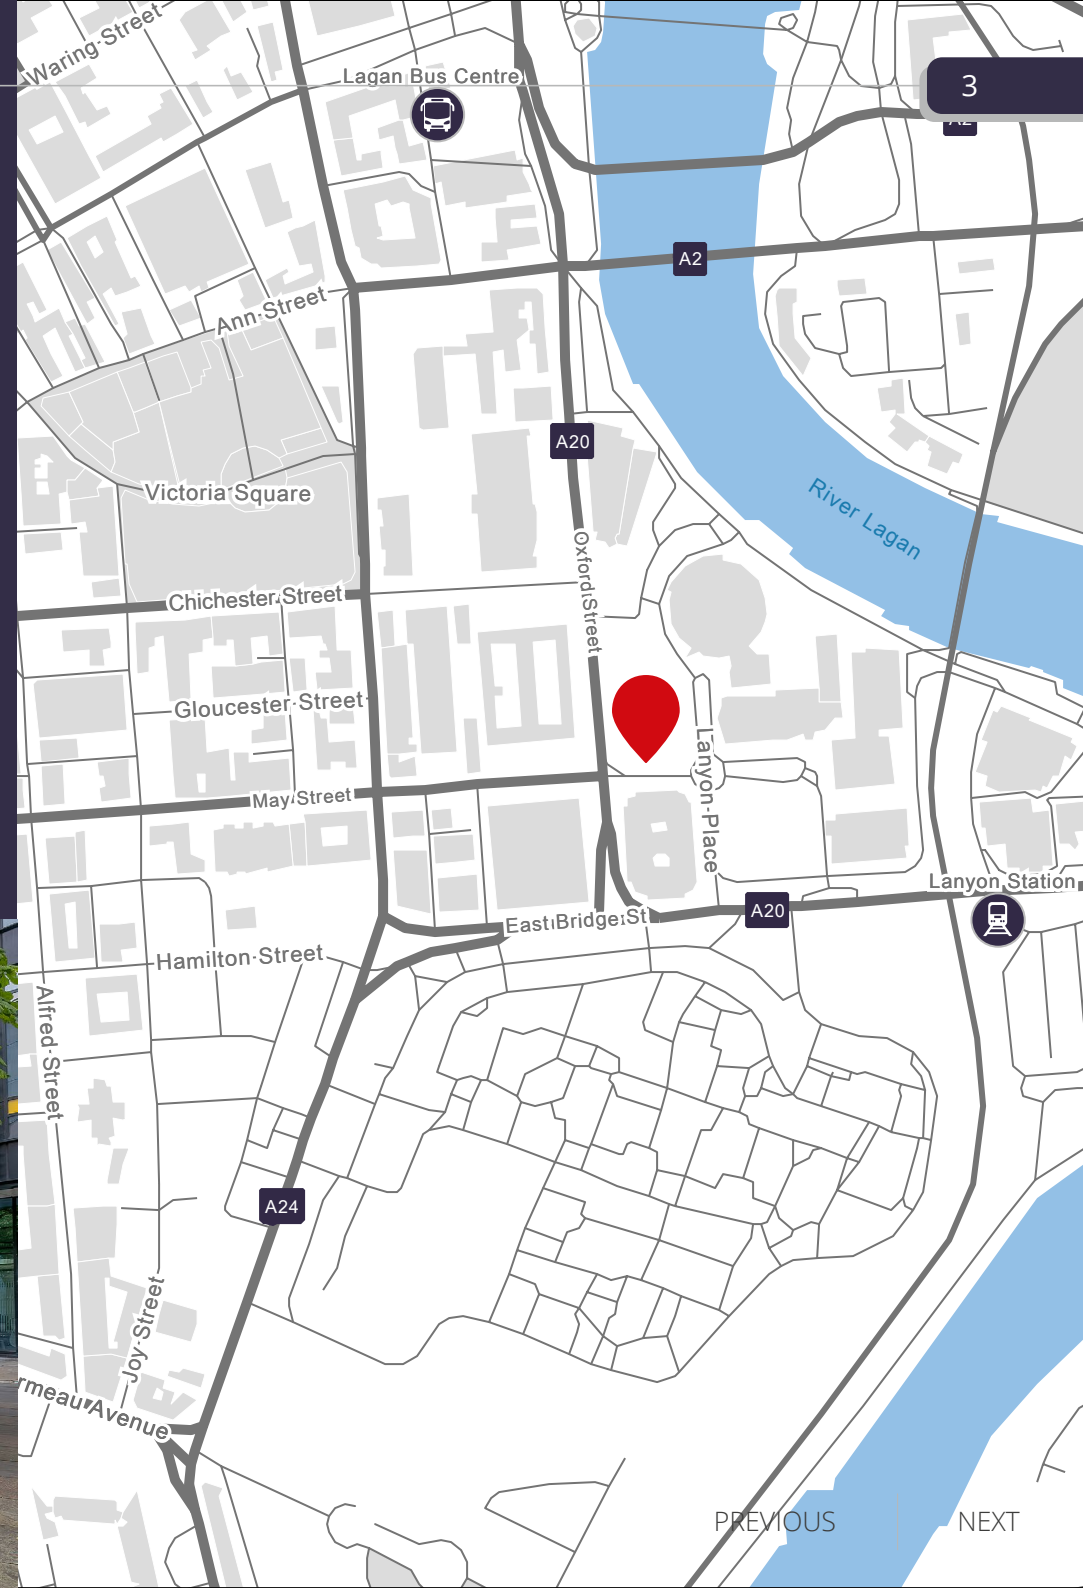 Waring Street
Lagan Bus Centre
3
A2
A2
Ann Street
A20
Victoria Square
River Lagan
Oxford Street
Chichester Street
Gloucester Street
Lanyon Place
May Street
Lanyon Station
A20
East Bridge St
Hamilton Street
Alfred Street
A24
Joy Street
rmeau Avenue
PREVIOUS
NEXT